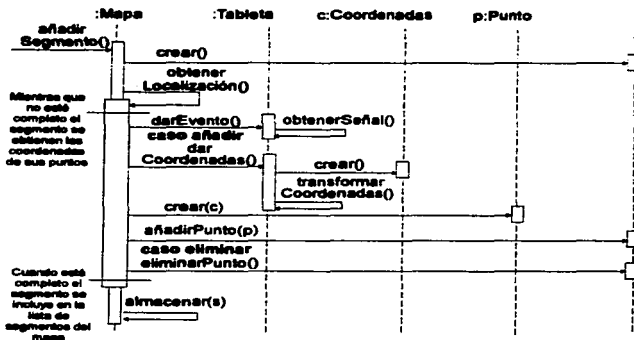 :Mapa :Tableta c:Coordenadas p:Punto
añadir
Segmento()
crear()
obtener
Localización()
Mientras que
no esté
completo el
segmento se
obtienen las
coordenadas
de sus puntos
darEvento()
obtenerSeñal()
caso añadir
dar
Coordenadas()
crear()
transformar
Coordenadas()
crear(c)
añadirPunto(p)
caso eliminar
eliminarPunto()
Cuando esté
completo el
segmento se
incluye en la
lista de
segmentos del
mapa
almacenar(s)